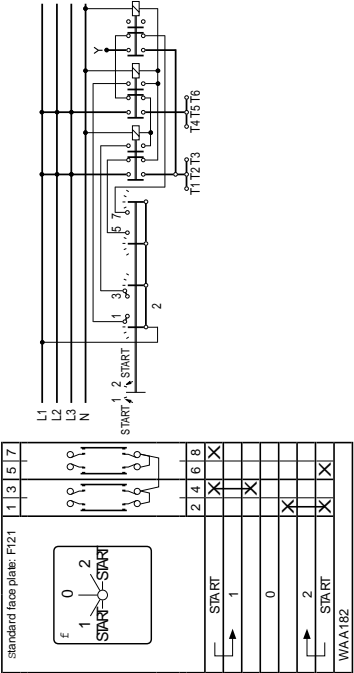 Y
T4 T5 T6
T1 T2 T3
7
5
3
1
2
L1
L2
L3
N
START 1 2 START
standard face plate: F121
1 3 5 7
£
1 0 2
START START
2 4 6 8
START
1
0
2
START
WAA182